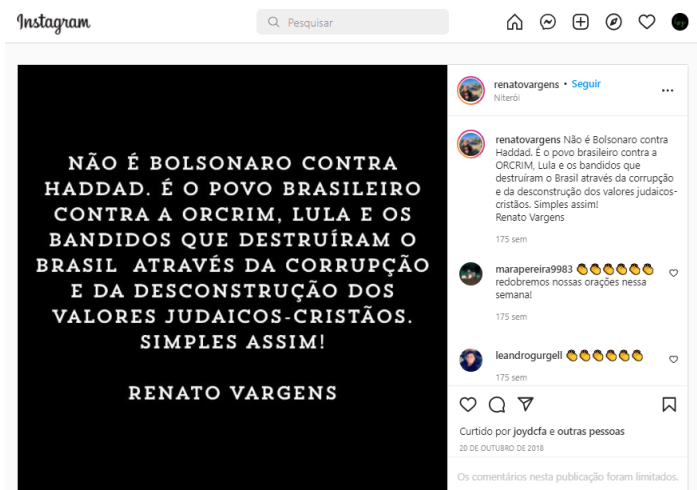 Instagram
Pesquisar
NÃO É BOLSONARO CONTRA
HADDAD. É O POVO BRASILEIRO
CONTRA A ORCRIM, LULA E OS
BANDIDOS QUE DESTRUÍRAM O
BRASIL ATRAVÉS DA CORRUPÇÃO
E DA DESCONSTRUÇÃO DOS
VALORES JUDAICOS-CRISTÃOS.
SIMPLES ASSIM!
RENATO VARGENS
renatovargens • Seguir
Niterói
renatovargens Não é Bolsonaro contra
Haddad. É o povo brasileiro contra a
ORCRIM, Lula e os bandidos que
destruíram o Brasil através da corrupção
e da desconstrução dos valores judaicos-
cristãos. Simples assim!
Renato Vargens
175 sem
marapereira9983 👏👏👏👏👏👏
redobremos nossas orações nessa
semana!
175 sem
leandrogurgell 👏👏👏👏👏👏
175 sem
Curtido por joydcfa e outras pessoas
20 DE OUTUBRO DE 2018
Os comentários nesta publicação foram limitados.